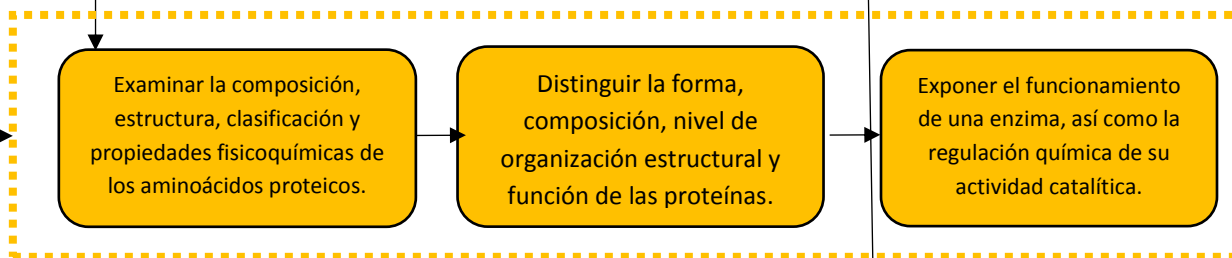 Examinar la composición,
estructura, clasificación y
propiedades fisicoquímicas de
los aminoácidos proteicos.
Distinguir la forma,
composición, nivel de
organización estructural y
función de las proteínas.
Exponer el funcionamiento
de una enzima, así como la
regulación química de su
actividad catalítica.